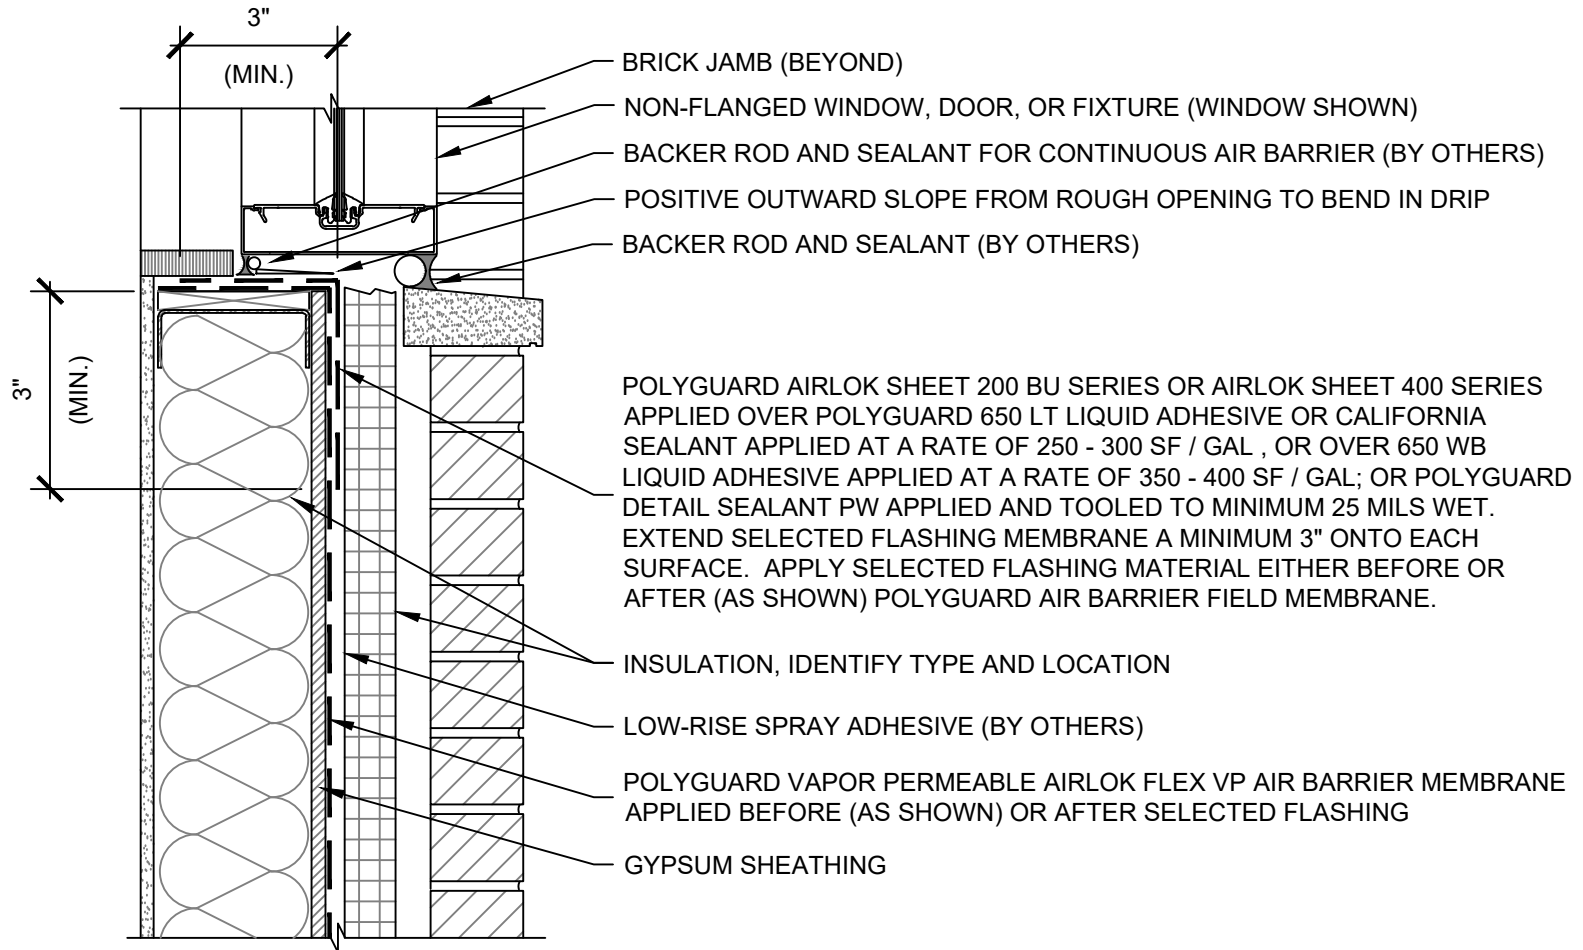 3"
(MIN.)
BRICK JAMB (BEYOND)
NON-FLANGED WINDOW, DOOR, OR FIXTURE (WINDOW SHOWN)
BACKER ROD AND SEALANT FOR CONTINUOUS AIR BARRIER (BY OTHERS)
POSITIVE OUTWARD SLOPE FROM ROUGH OPENING TO BEND IN DRIP
BACKER ROD AND SEALANT (BY OTHERS)
3"
(MIN.)
POLYGUARD AIRLOK SHEET 200 BU SERIES OR AIRLOK SHEET 400 SERIES
APPLIED OVER POLYGUARD 650 LT LIQUID ADHESIVE OR CALIFORNIA
SEALANT APPLIED AT A RATE OF 250 - 300 SF / GAL , OR OVER 650 WB
LIQUID ADHESIVE APPLIED AT A RATE OF 350 - 400 SF / GAL; OR POLYGUARD
DETAIL SEALANT PW APPLIED AND TOOLED TO MINIMUM 25 MILS WET.
EXTEND SELECTED FLASHING MEMBRANE A MINIMUM 3" ONTO EACH
SURFACE.  APPLY SELECTED FLASHING MATERIAL EITHER BEFORE OR
AFTER (AS SHOWN) POLYGUARD AIR BARRIER FIELD MEMBRANE.
INSULATION, IDENTIFY TYPE AND LOCATION
LOW-RISE SPRAY ADHESIVE (BY OTHERS)
POLYGUARD VAPOR PERMEABLE AIRLOK FLEX VP AIR BARRIER MEMBRANE
APPLIED BEFORE (AS SHOWN) OR AFTER SELECTED FLASHING
GYPSUM SHEATHING